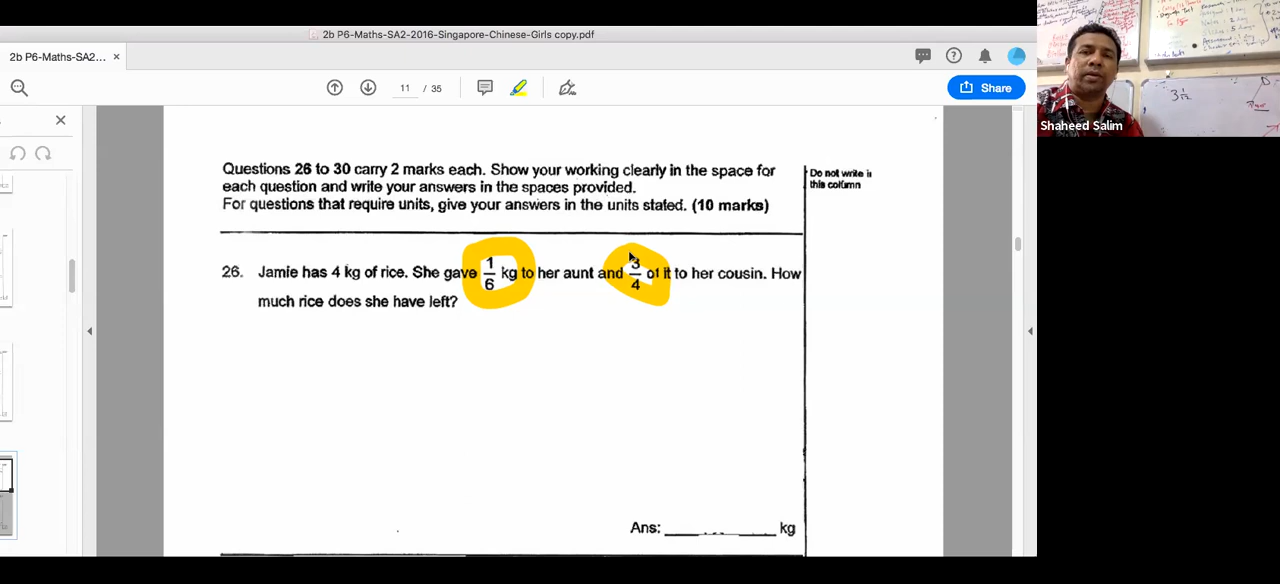 2b P6-Maths-SA2-2016-Singapore-Chinese-Girls copy.pdf
2b P6-Maths-SA2... ×
11 / 35
Share
Questions 26 to 30 carry 2 marks each. Show your working clearly in the space for
each question and write your answers in the spaces provided.
For questions that require units, give your answers in the units stated. (10 marks)
Do not write in
this column
26. Jamie has 4 kg of rice. She gave 1/6 kg to her aunt and 3/4 of it to her cousin. How
much rice does she have left?
Ans: ____________ kg
Shaheed Salim
3 1/12